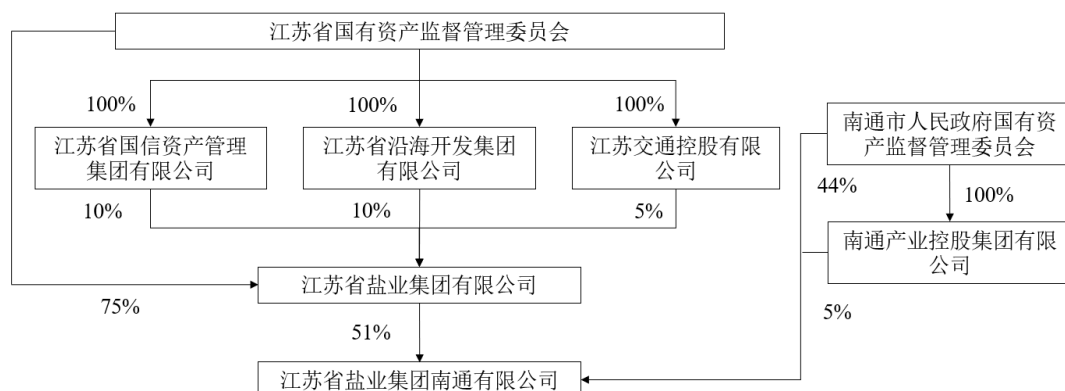 江苏省国有资产监督管理委员会
100%
100%
100%
江苏省国信资产管理
集团有限公司
江苏省沿海开发集团
有限公司
江苏交通控股有限
公司
南通市人民政府国有资
产监督管理委员会
10%
10%
5%
44%
100%
南通产业控股集团有限
公司
江苏省盐业集团有限公司
75%
51%
5%
江苏省盐业集团南通有限公司